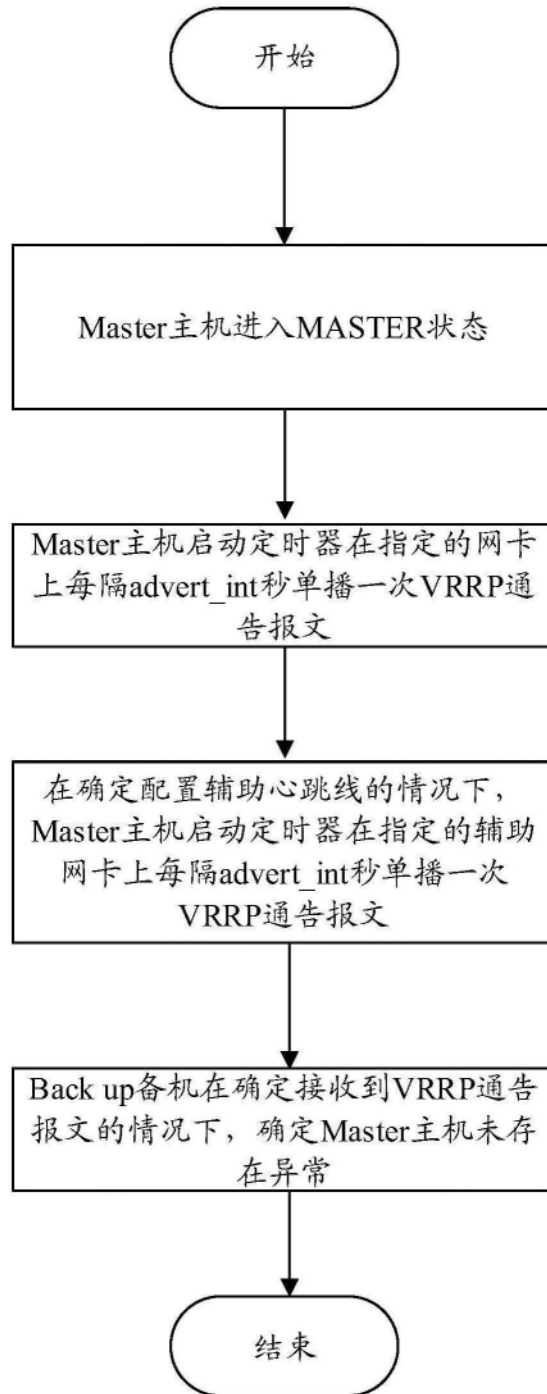 开始
Master主机进入MASTER状态
Master主机启动定时器在指定的网卡
上每隔advert_int秒单播一次VRRP通
告报文
在确定配置辅助心跳线的情况下，
Master主机启动定时器在指定的辅助
网卡上每隔advert_int秒单播一次
VRRP通告报文
Back up备机在确定接收到VRRP通告
报文的情况下，确定Master主机未存
在异常
结束